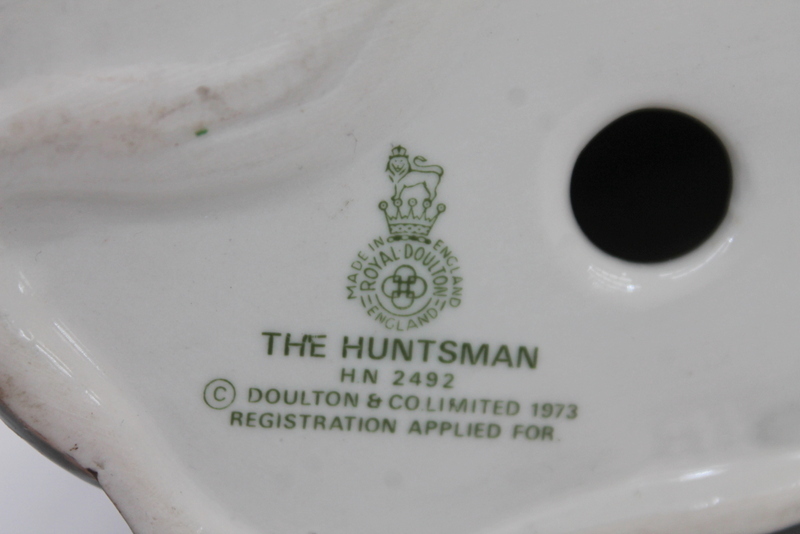 MADE IN ENGLAND
ROYAL DOULTON
ENGLAND
THE HUNTSMAN
H.N 2492
© DOULTON & CO.LIMITED 1973
REGISTRATION APPLIED FOR.